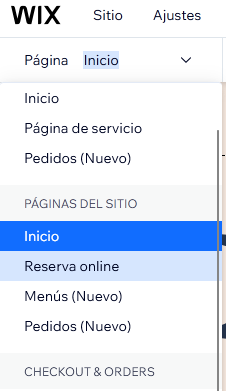 WIX Sitio Ajustes
Página Inicio
Inicio
Página de servicio
Pedidos (Nuevo)
PÁGINAS DEL SITIO
Inicio
Reserva online
Menús (Nuevo)
Pedidos (Nuevo)
CHECKOUT & ORDERS